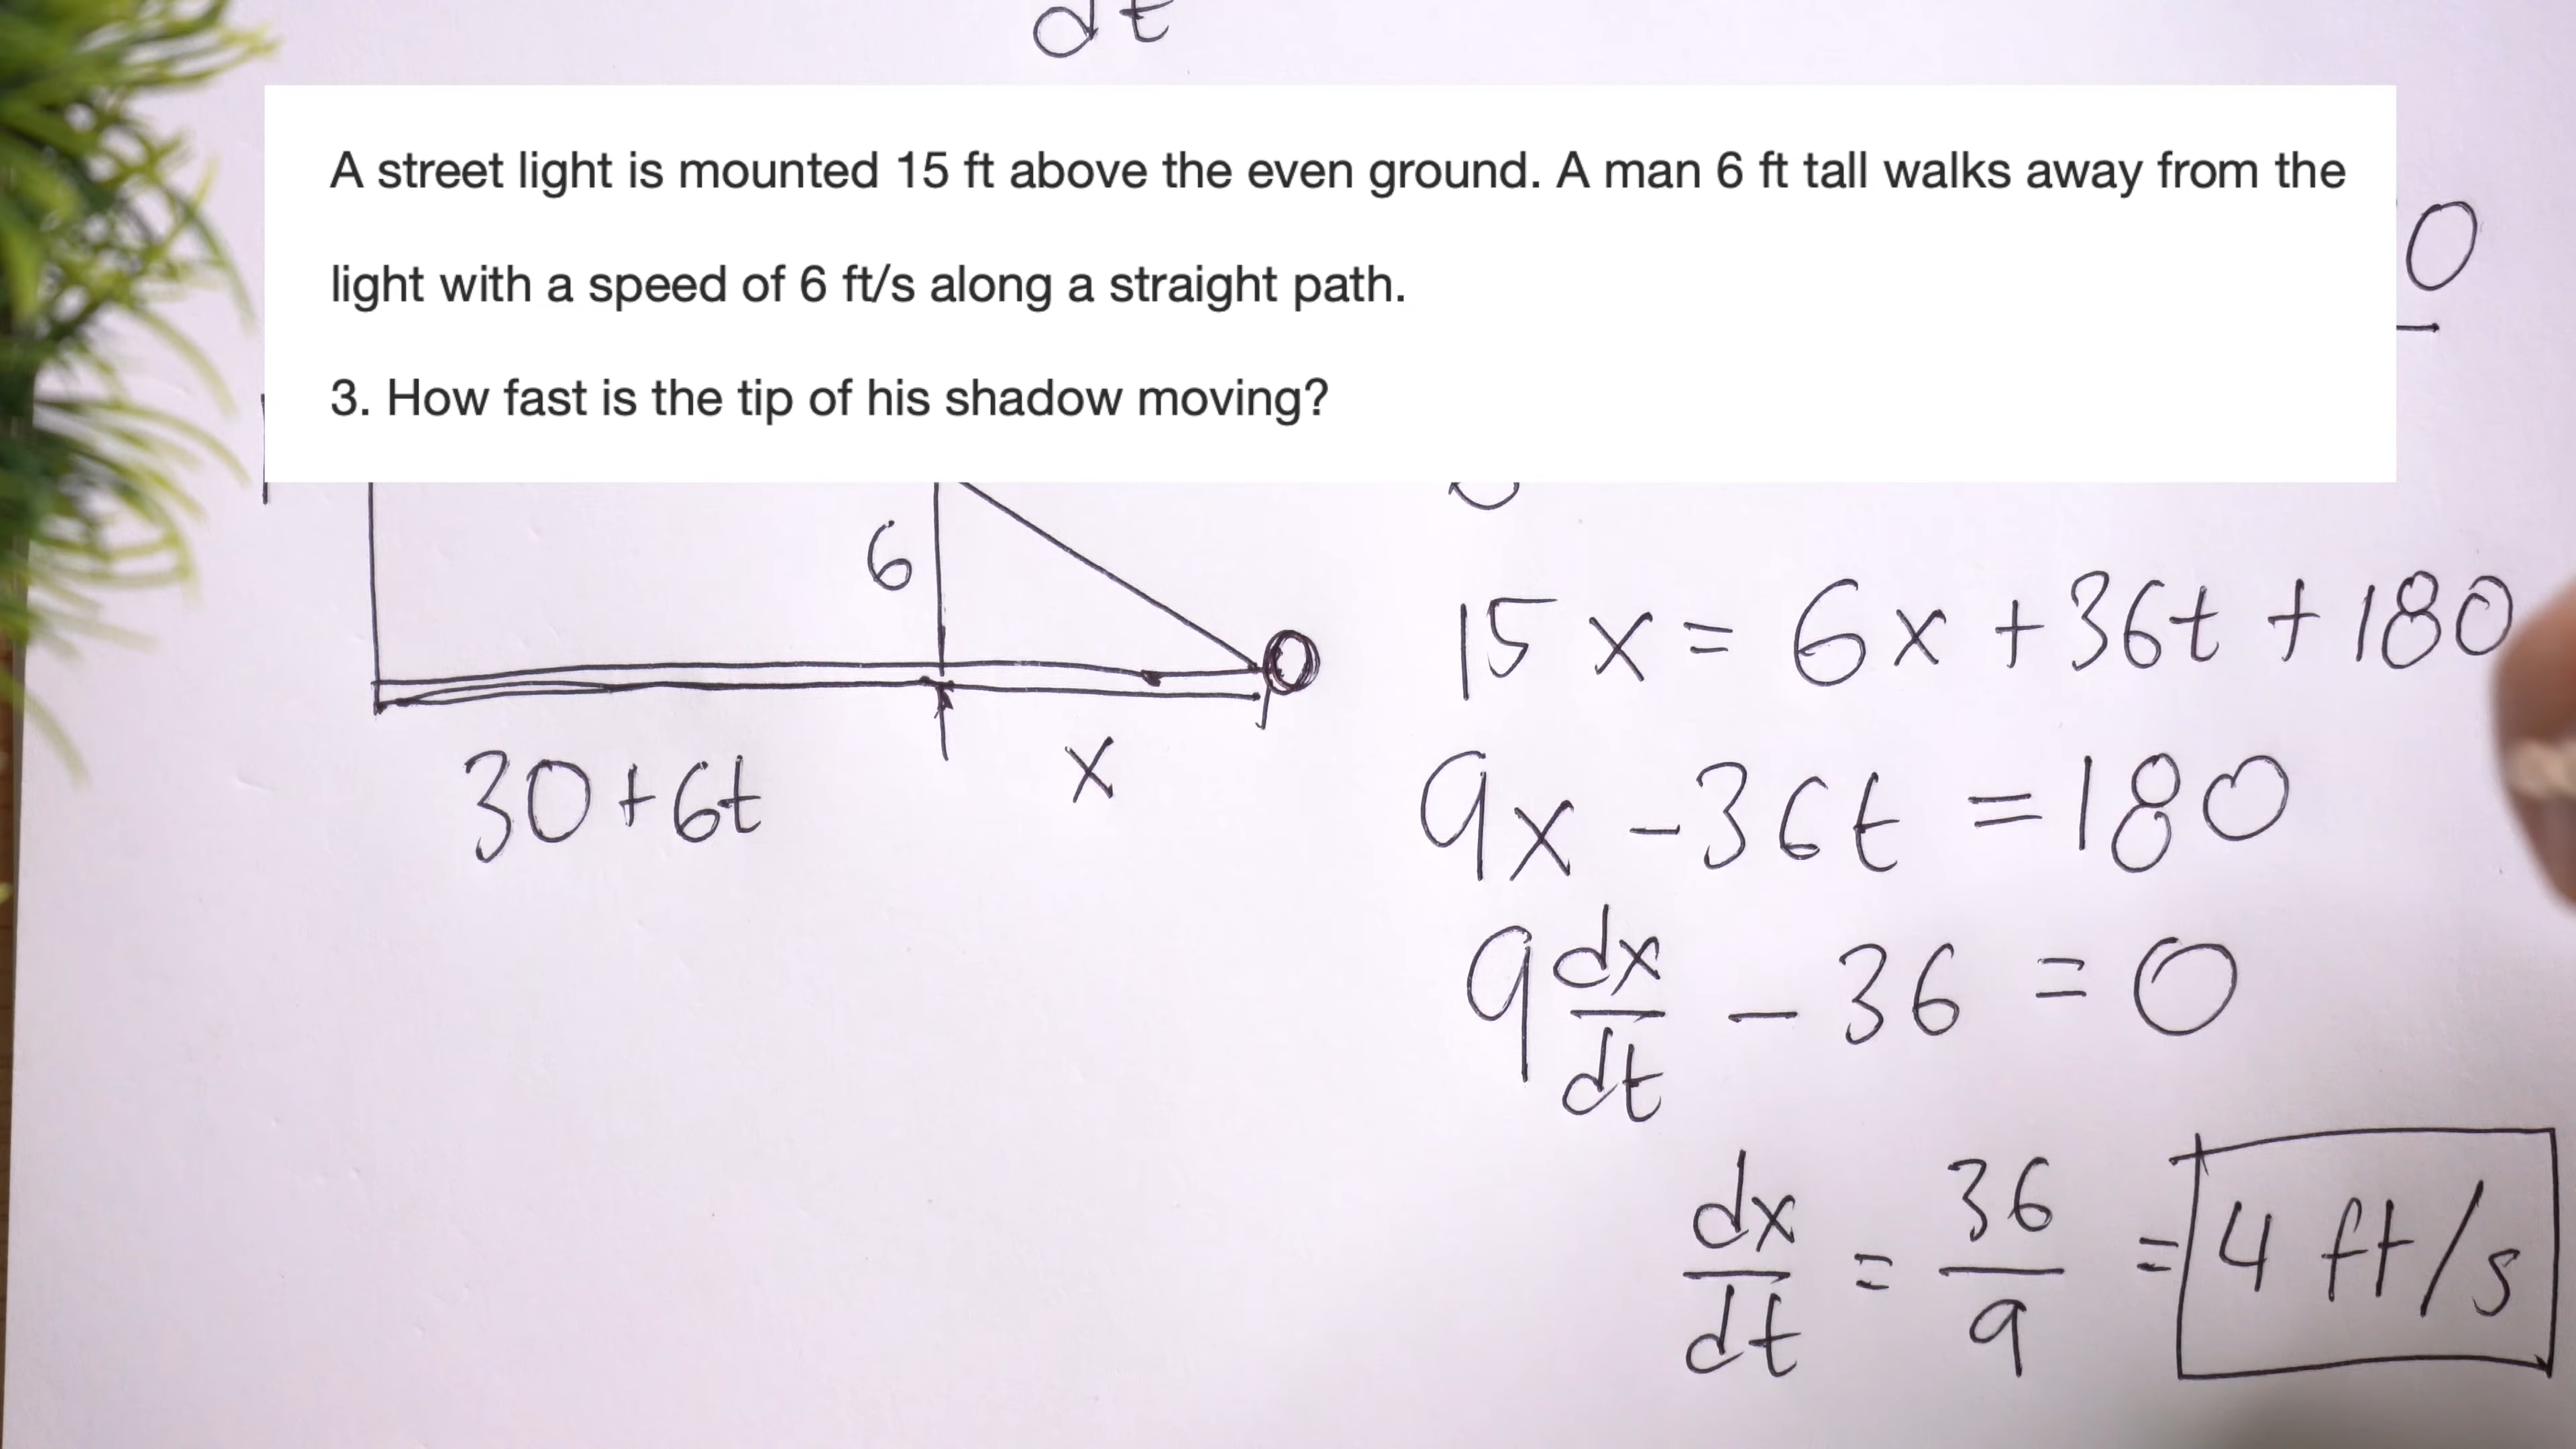 dt
A street light is mounted 15 ft above the even ground. A man 6 ft tall walks away from the
light with a speed of 6 ft/s along a straight path.
3. How fast is the tip of his shadow moving?
0
6
30+6t
x
15x = 6x + 36t + 180
9x - 36t = 180
9 dx/dt - 36 = 0
dx/dt = 36/9 = 4 ft/s